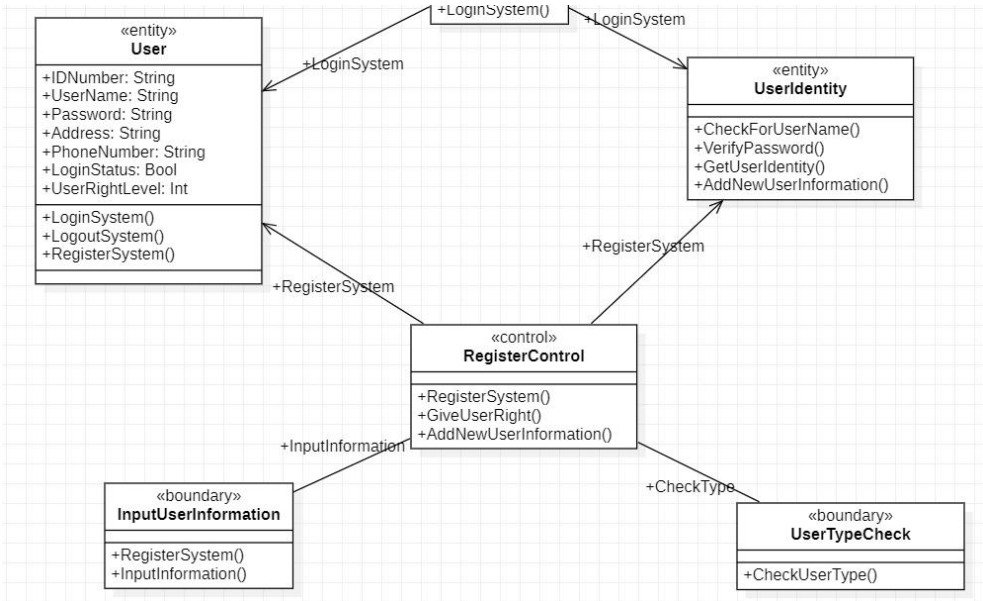 +LoginSystem()
+LoginSystem
+LoginSystem
«entity»
User
+IDNumber: String
+UserName: String
+Password: String
+Address: String
+PhoneNumber: String
+LoginStatus: Bool
+UserRightLevel: Int
+LoginSystem()
+LogoutSystem()
+RegisterSystem()
«entity»
UserIdentity
+CheckForUserName()
+VerifyPassword()
+GetUserIdentity()
+AddNewUserInformation()
+RegisterSystem
+RegisterSystem
«control»
RegisterControl
+RegisterSystem()
+GiveUserRight()
+AddNewUserInformation()
+InputInformation
+CheckType
«boundary»
InputUserInformation
+RegisterSystem()
+InputInformation()
«boundary»
UserTypeCheck
+CheckUserType()